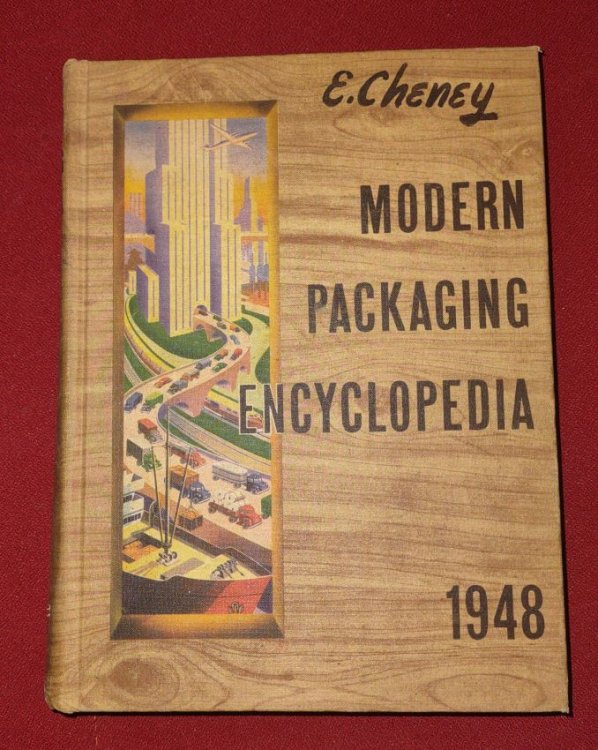 E. Cheney
MODERN
PACKAGING
ENCYCLOPEDIA
1948